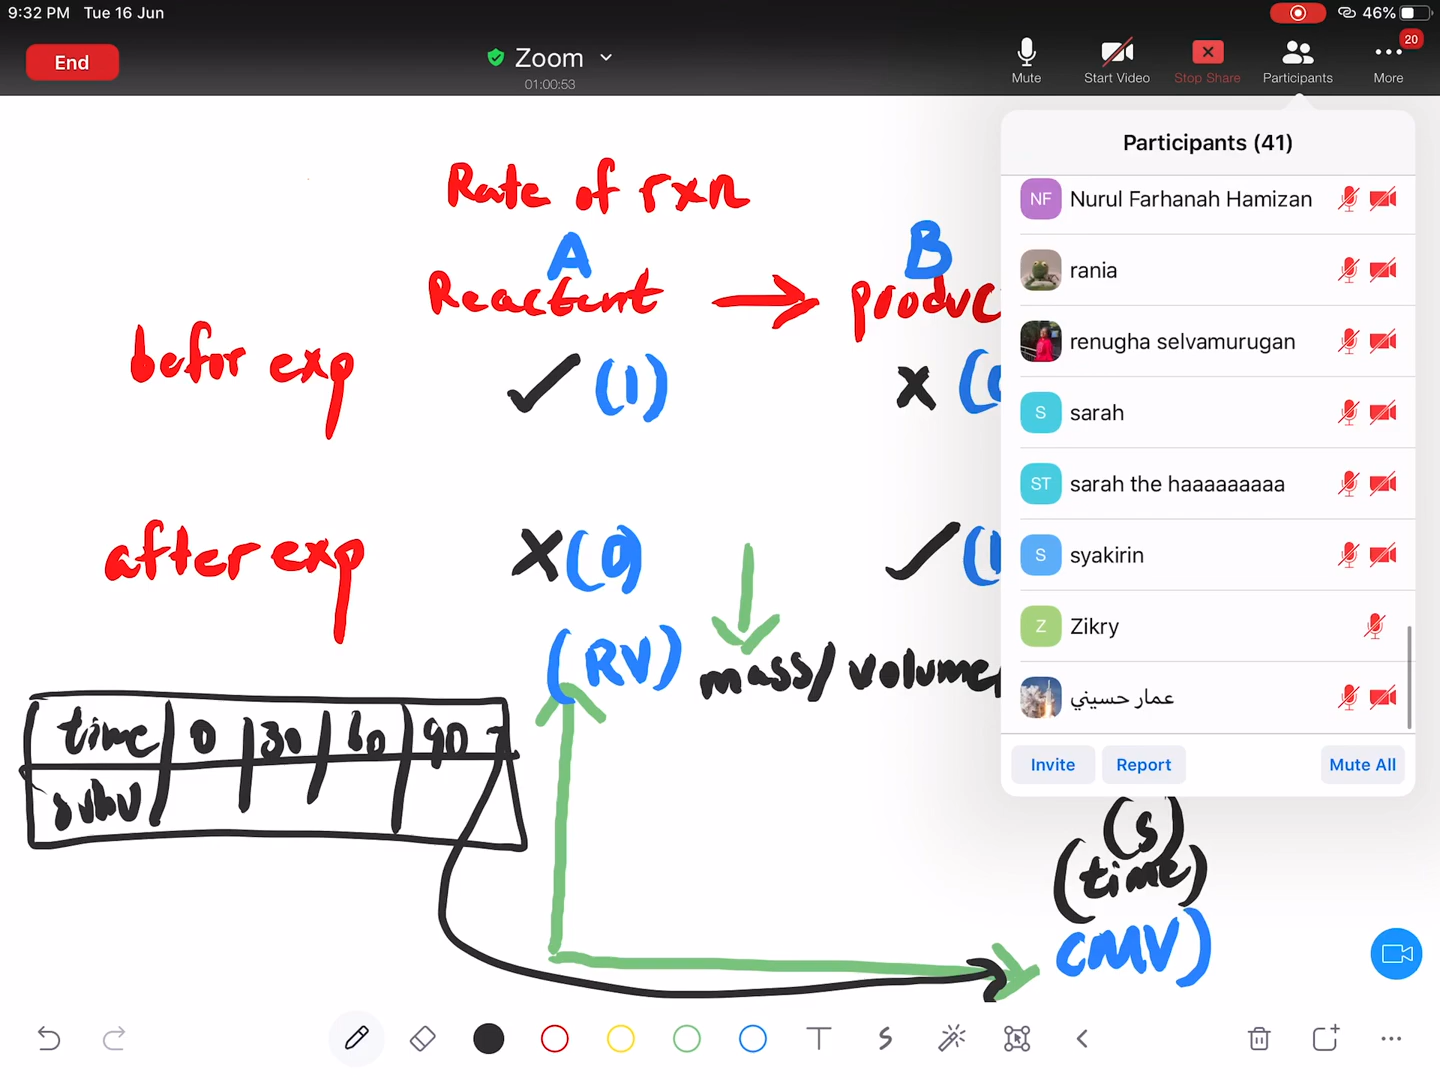 9:32 PM Tue 16 Jun
46%
End
Zoom
01:00:53
Mute
Start Video
Stop Share
Participants
More
20
Participants (41)
NF Nurul Farhanah Hamizan
rania
renugha selvamurugan
S sarah
ST sarah the haaaaaaaaa
S syakirin
Z Zikry
عمار حسيني
Invite
Report
Mute All
Rate of rxn
A
B
Reactant → produc
befor exp
(1)
x
after exp
x (0)
(RV)
mass/volume
time 0 30 60 90
(s)
(time)
(MV)
T